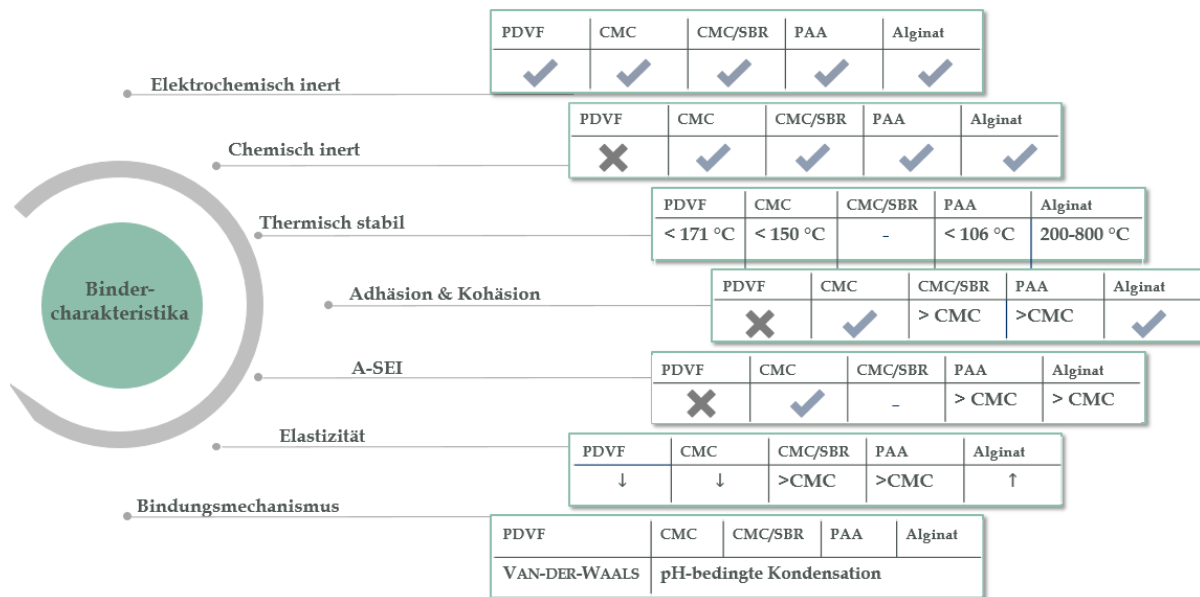 PDVF CMC CMC/SBR PAA Alginat
Elektrochemisch inert
PDVF CMC CMC/SBR PAA Alginat
Chemisch inert
PDVF CMC CMC/SBR PAA Alginat
Thermisch stabil
< 171 °C < 150 °C - < 106 °C 200-800 °C
Binder-
charakteristika
PDVF CMC CMC/SBR PAA Alginat
Adhäsion & Kohäsion
> CMC >CMC
PDVF CMC CMC/SBR PAA Alginat
A-SEI
- > CMC > CMC
Elastizität
PDVF CMC CMC/SBR PAA Alginat
↓ ↓ >CMC >CMC ↑
Bindungsmechanismus
PDVF CMC CMC/SBR PAA Alginat
VAN-DER-WAALS pH-bedingte Kondensation